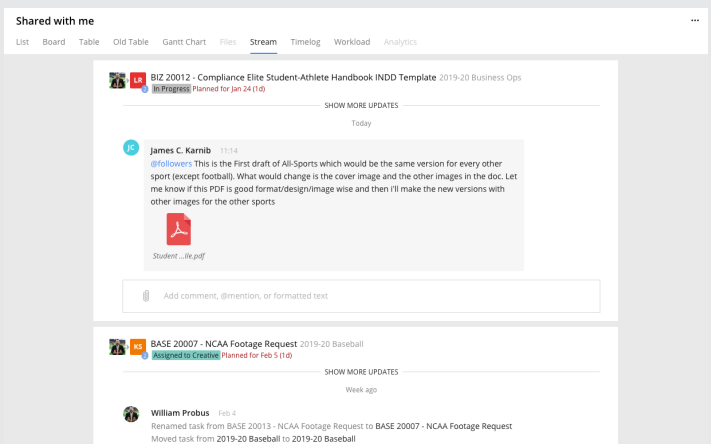 Shared with me
List Board Table Old Table Gantt Chart Files Stream Timelog Workload Analytics
LR BIZ 20012 - Compliance Elite Student-Athlete Handbook INDD Template 2019-20 Business Ops
2 In Progress Planned for Jan 24 (1d)
SHOW MORE UPDATES
Today
JC James C. Karnib 11:14
@followers This is the First draft of All-Sports which would be the same version for every other
sport (except football). What would change is the cover image and the other images in the doc. Let
me know if this PDF is good format/design/image wise and then i'll make the new versions with
other images for the other sports
Student ...lle.pdf
Add comment, @mention, or formatted text
KS BASE 20007 - NCAA Footage Request 2019-20 Baseball
2 Assigned to Creative Planned for Feb 5 (1d)
SHOW MORE UPDATES
Week ago
William Probus Feb 4
Renamed task from BASE 20013 - NCAA Footage Request to BASE 20007 - NCAA Footage Request
Moved task from 2019-20 Baseball to 2019-20 Baseball